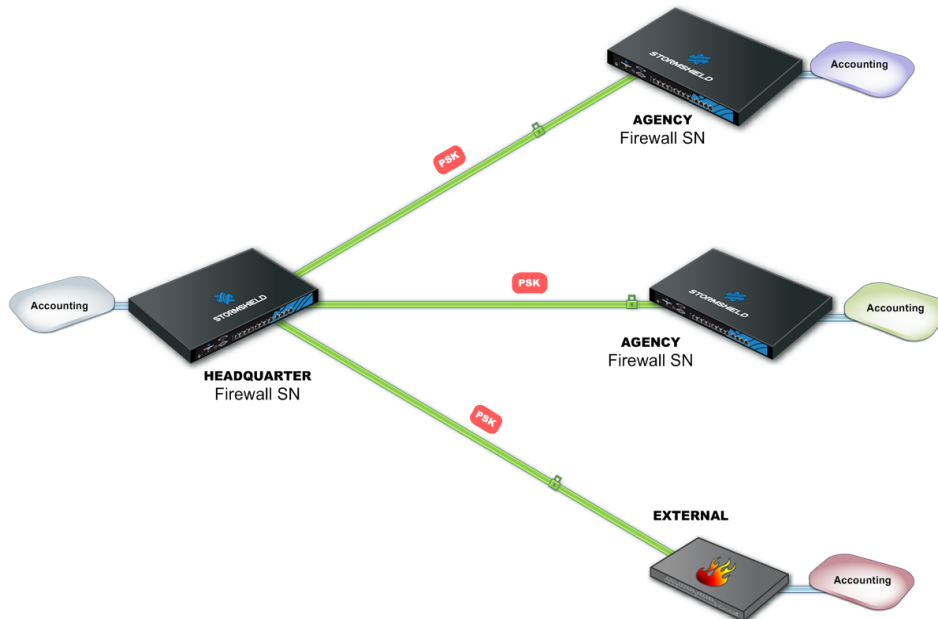 STORMSHIELD
Accounting
AGENCY
Firewall SN
PSK
Accounting
STORMSHIELD
HEADQUARTER
Firewall SN
PSK
STORMSHIELD
Accounting
AGENCY
Firewall SN
PSK
EXTERNAL
Accounting